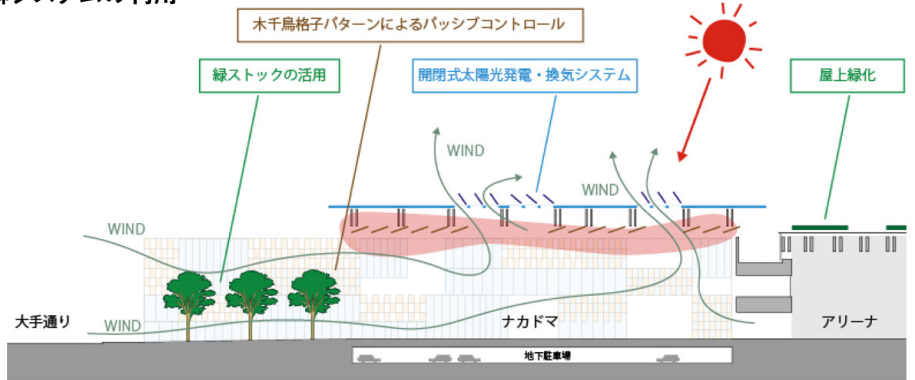 木千鳥格子パターンによるパッシブコントロール
緑ストックの活用
開閉式太陽光発電・換気システム
屋上緑化
WIND
WIND
WIND
WIND
大手通り
ナカドマ
アリーナ
地下駐車場